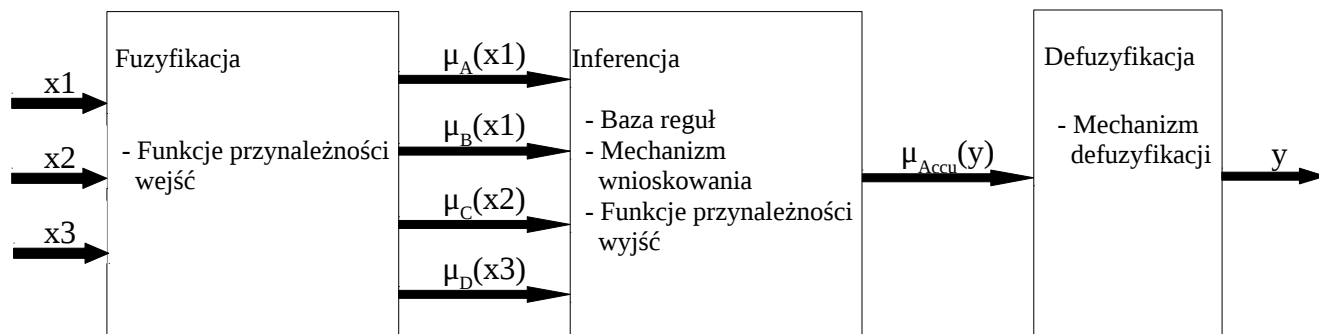 x1
x2
x3
Fuzyfikacja
- Funkcje przynależności
wejść
μA(x1)
μB(x1)
μC(x2)
μD(x3)
Inferencja
- Baza reguł
- Mechanizm
wnioskowania
- Funkcje przynależności
wyjść
μAccu(y)
Defuzyfikacja
- Mechanizm
defuzyfikacji
y